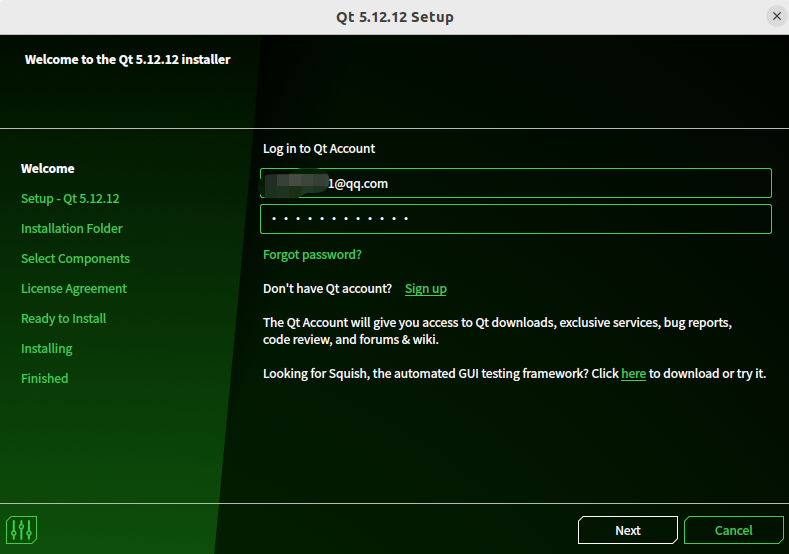 Qt 5.12.12 Setup
Welcome to the Qt 5.12.12 installer
Welcome
Setup - Qt 5.12.12
Installation Folder
Select Components
License Agreement
Ready to Install
Installing
Finished
Log in to Qt Account
1@qq.com
Forgot password?
Don't have Qt account? Sign up
The Qt Account will give you access to Qt downloads, exclusive services, bug reports,
code review, and forums & wiki.
Looking for Squish, the automated GUI testing framework? Click here to download or try it.
Next
Cancel